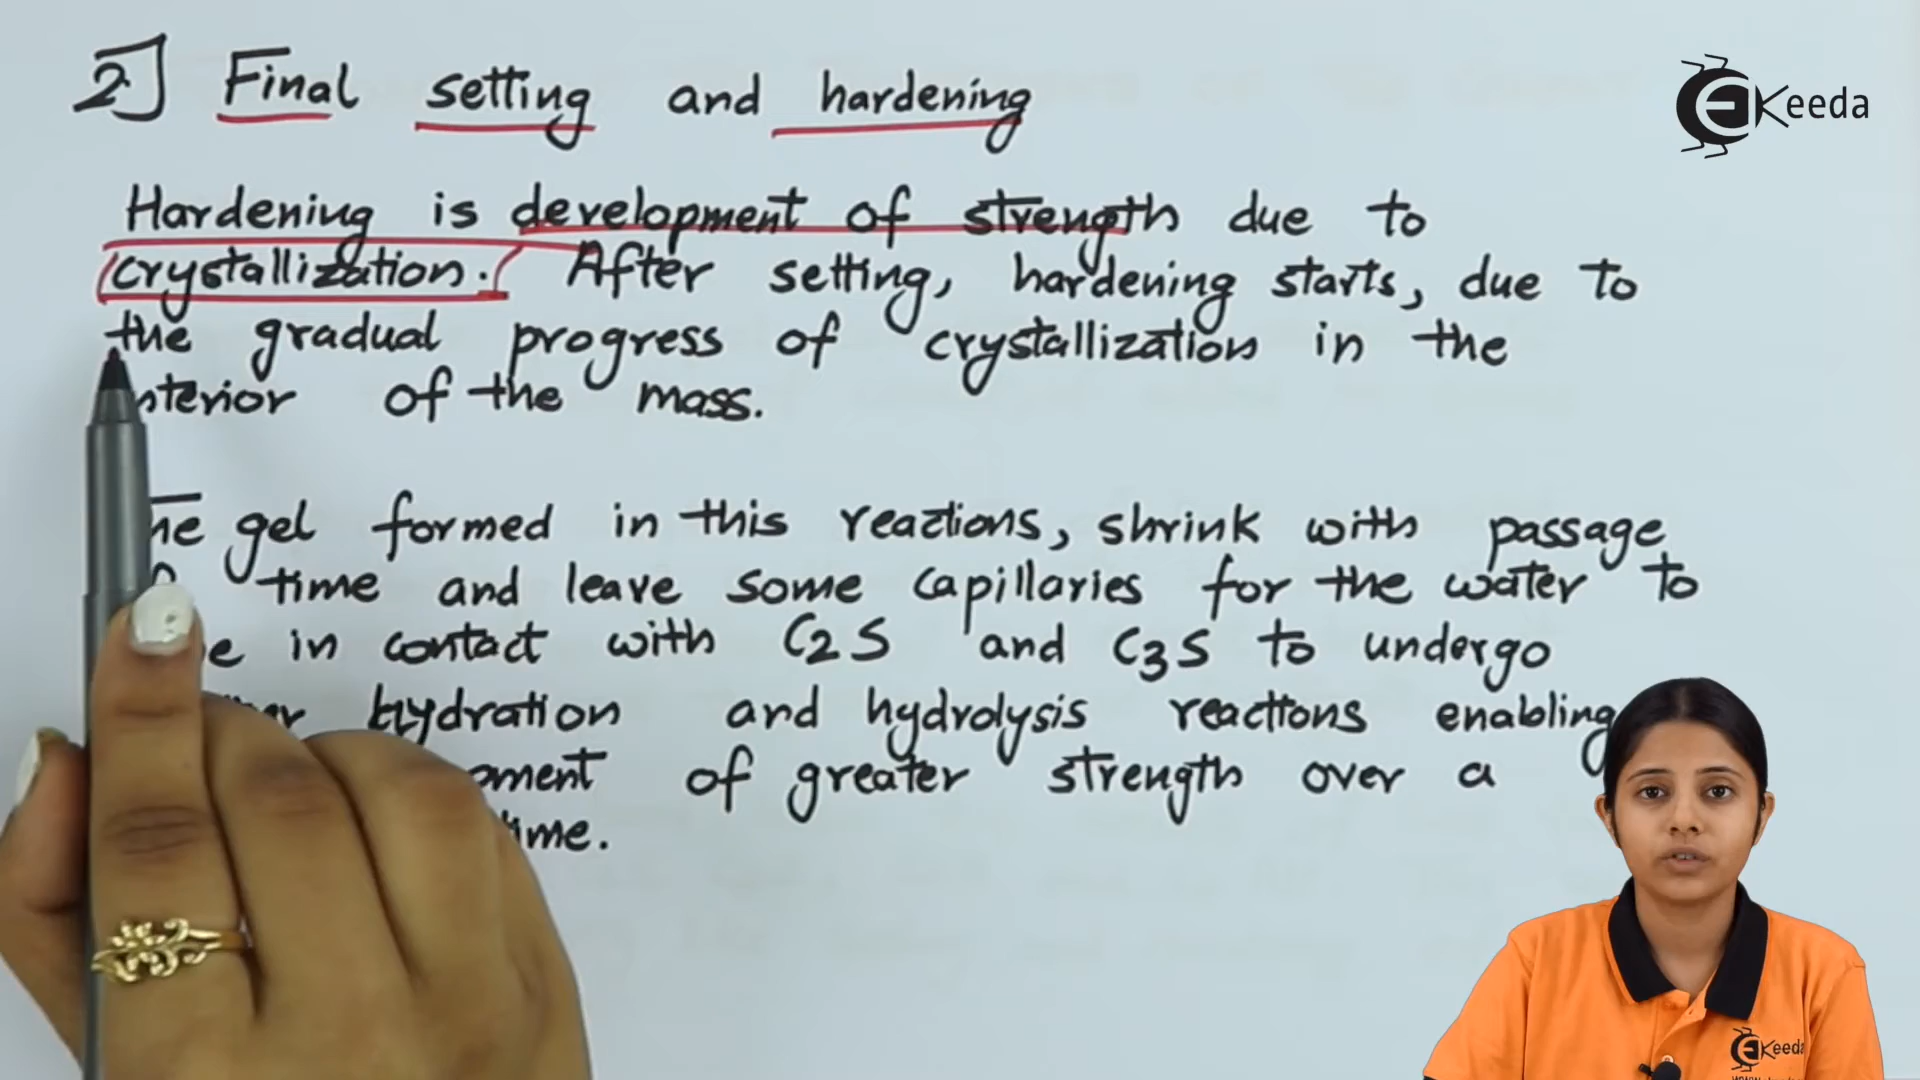 2] Final setting and hardening
EKeeda
Hardening is development of strength due to
crystallization. After setting, hardening starts, due to
the gradual progress of crystallization in the
of the mass.
gel formed in this reactions, shrink with passage
time and leave some capillaries for the water to
in contact with C2S and C3S to undergo
hydration and hydrolysis reactions enabling
of greater strength over a
EKeeda